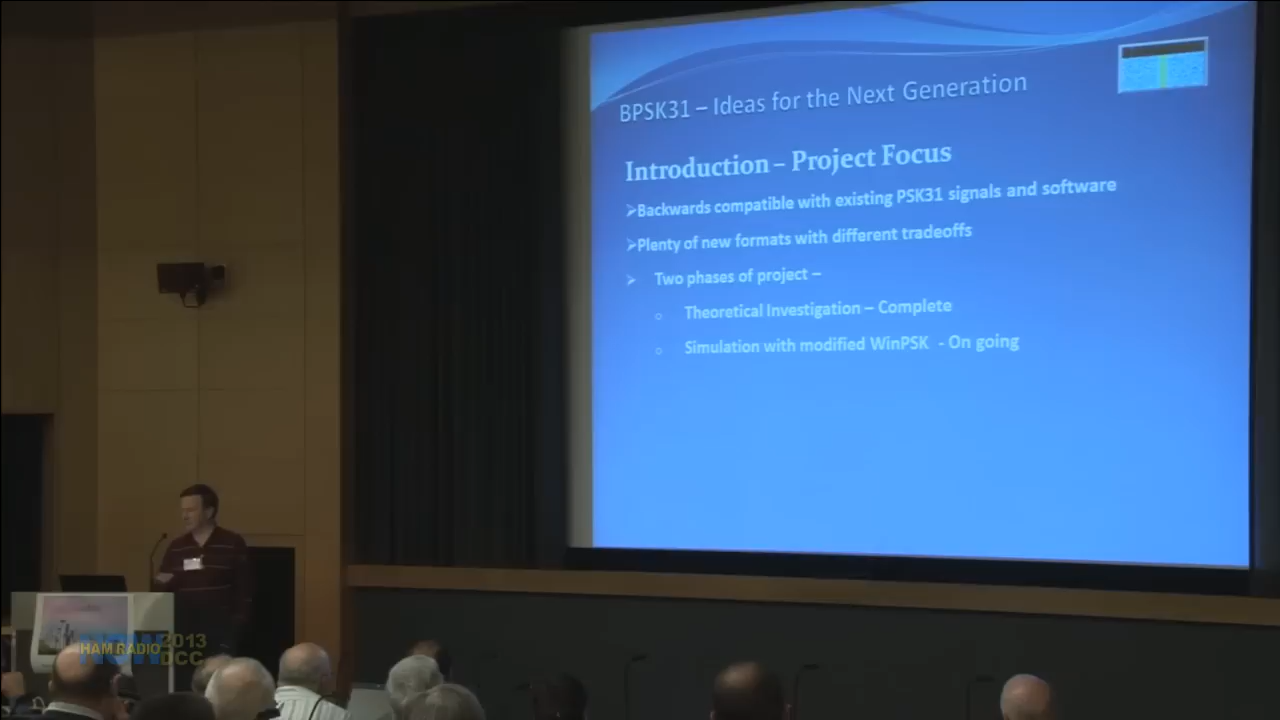 BPSK31 – Ideas for the Next Generation
Introduction – Project Focus
➢Backwards compatible with existing PSK31 signals and software
➢Plenty of new formats with different tradeoffs
➢ Two phases of project –
○ Theoretical Investigation – Complete
○ Simulation with modified WinPSK - On going
HAM RADIO
NOW
2013
DCC